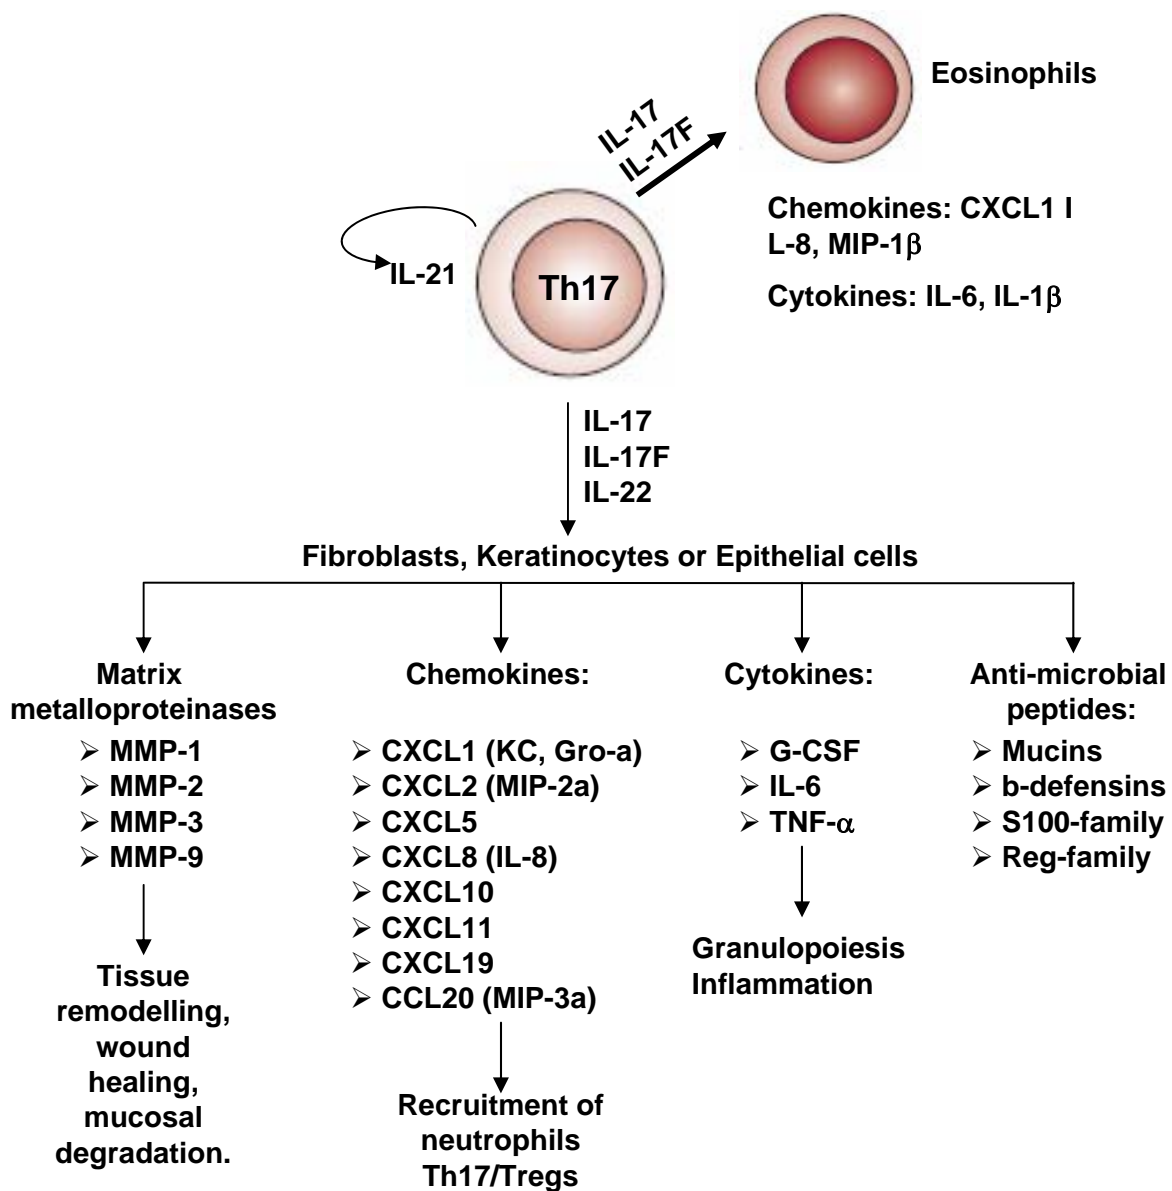 Eosinophils
IL-17
IL-17F
Chemokines: CXCL1 I
L-8, MIP-1β
Cytokines: IL-6, IL-1β
IL-21
Th17
IL-17
IL-17F
IL-22
Fibroblasts, Keratinocytes or Epithelial cells
Matrix
metalloproteinases
➢ MMP-1
➢ MMP-2
➢ MMP-3
➢ MMP-9
Tissue
remodelling,
wound
healing,
mucosal
degradation.
Chemokines:
➢ CXCL1 (KC, Gro-a)
➢ CXCL2 (MIP-2a)
➢ CXCL5
➢ CXCL8 (IL-8)
➢ CXCL10
➢ CXCL11
➢ CXCL19
➢ CCL20 (MIP-3a)
Recruitment of
neutrophils
Th17/Tregs
Cytokines:
➢ G-CSF
➢ IL-6
➢ TNF-α
Granulopoiesis
Inflammation
Anti-microbial
peptides:
➢ Mucins
➢ b-defensins
➢ S100-family
➢ Reg-family